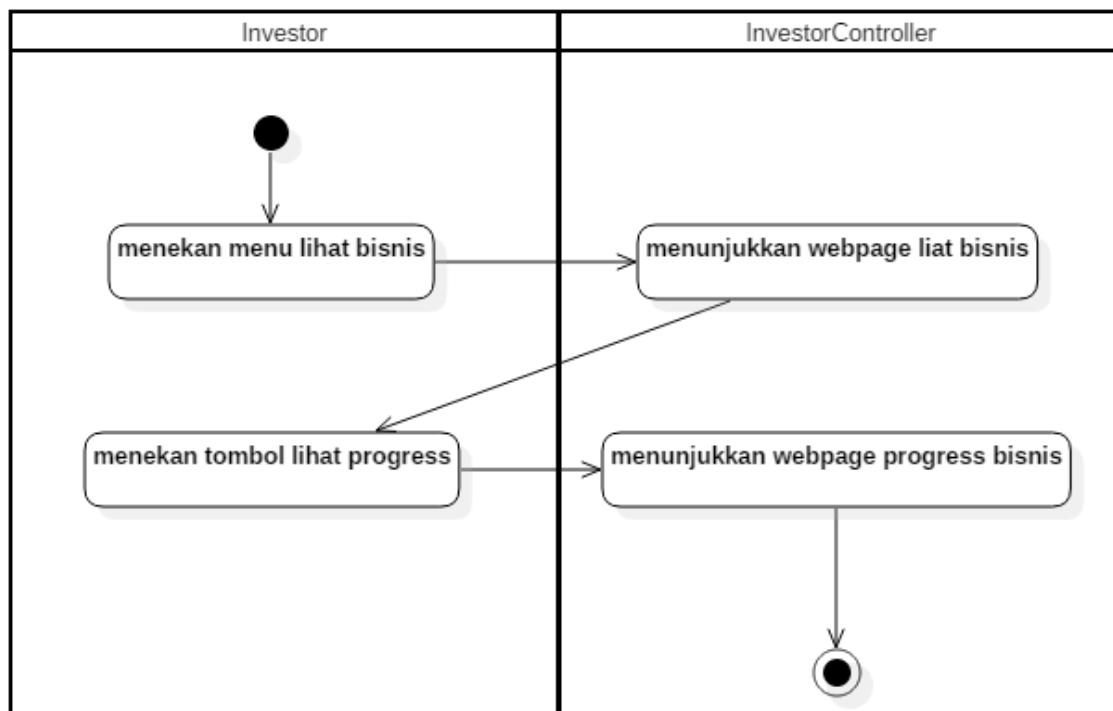 Investor
InvestorController
menekan menu lihat bisnis
menunjukkan webpage liat bisnis
menekan tombol lihat progress
menunjukkan webpage progress bisnis